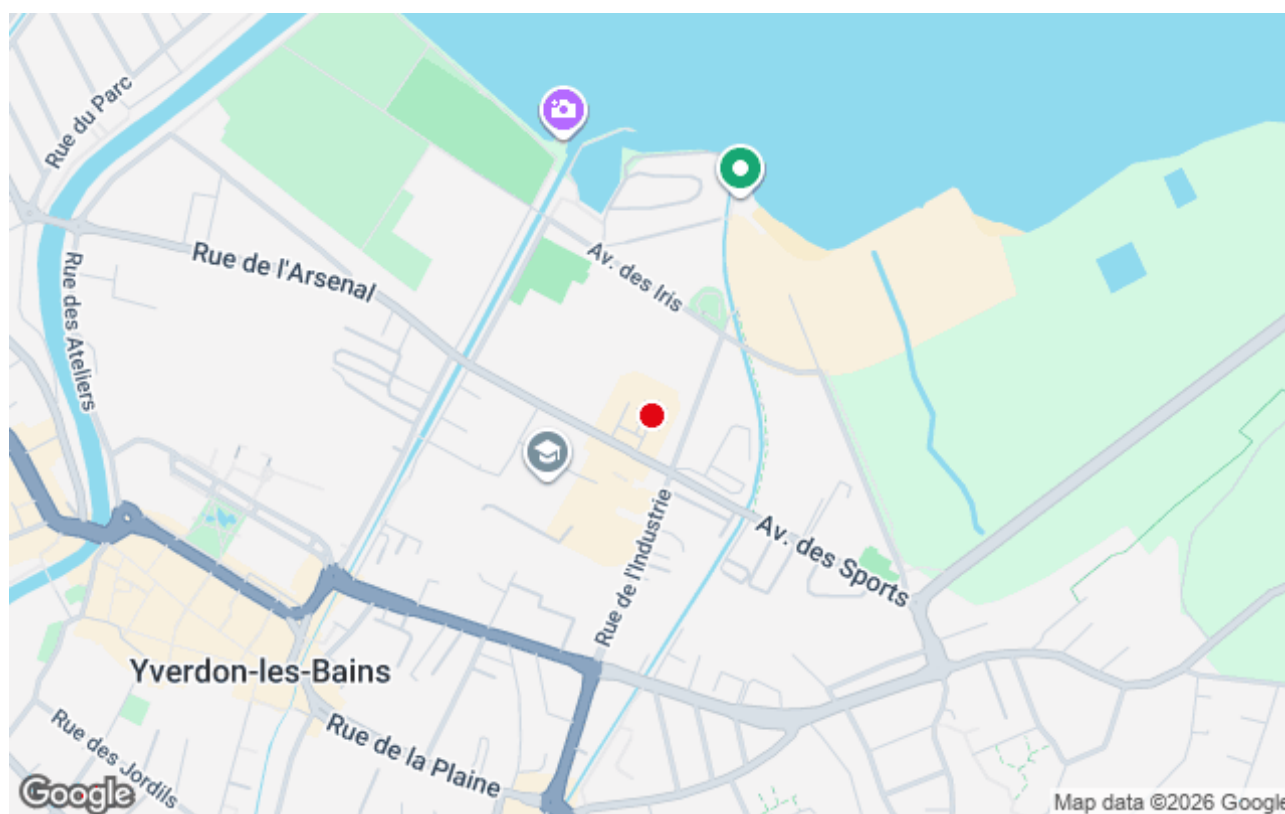 Rue du Parc
Rue de l'Arsenal
Av. des Iris
Rue des Ateliers
Rue de l'Industrie
Av. des Sports
Yverdon-les-Bains
Rue de la Plaine
Rue des Jordils
Google
Map data ©2026 Google